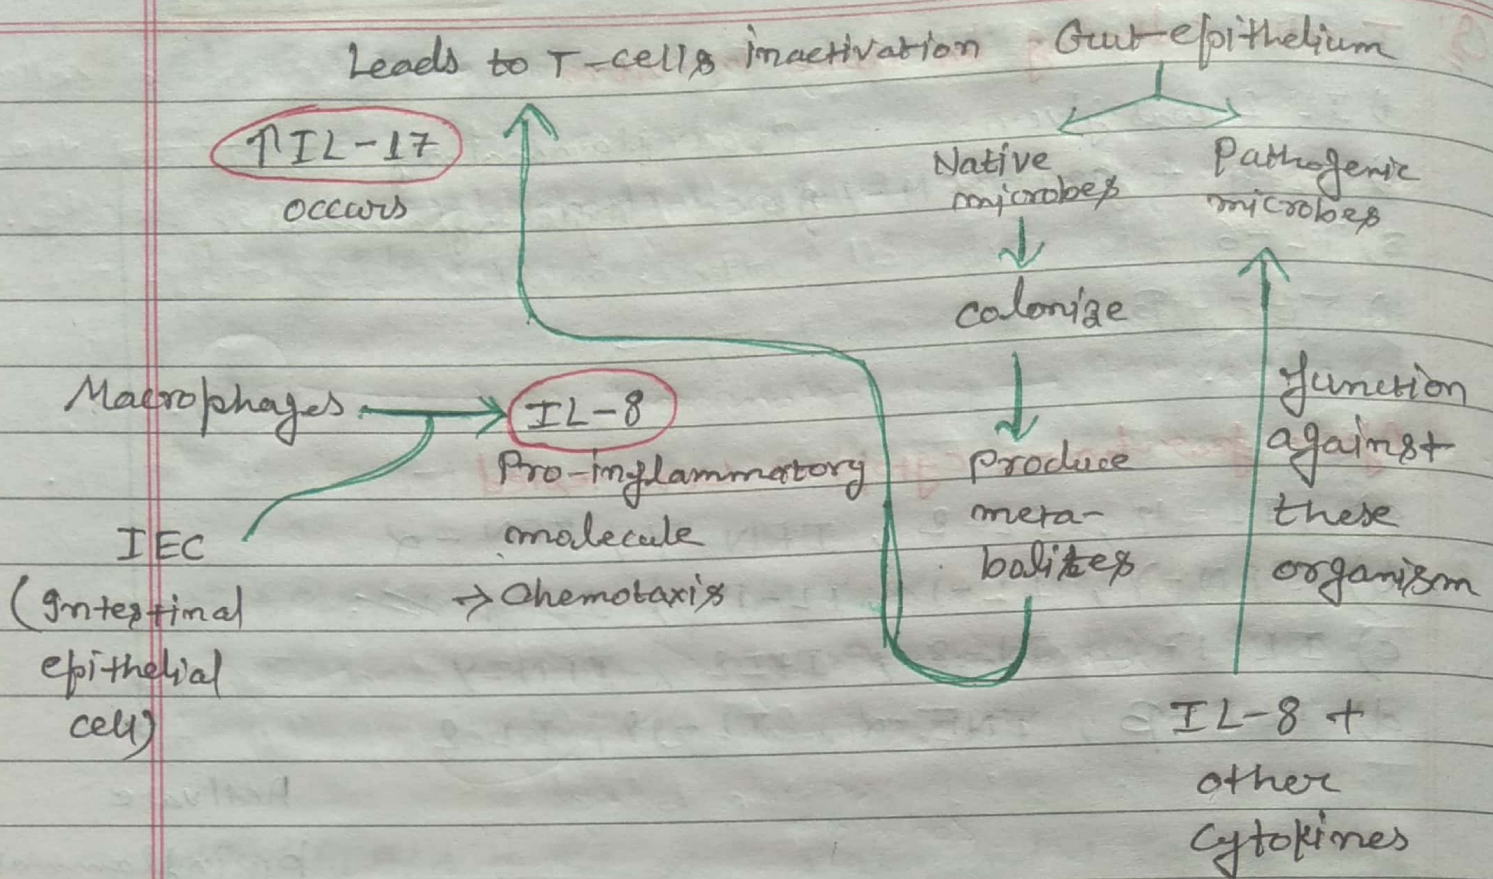 Leads to T-cells inactivation
Gut epithelium
↑IL-17
occurs
Native
microbes
Pathogenic
microbes
colonize
Macrophages
IL-8
Pro-inflammatory
molecule
→ Chemotaxis
IEC
(Intestinal
epithelial
cell)
Produce
meta-
bolites
function
against
these
organism
IL-8 +
other
cytokines